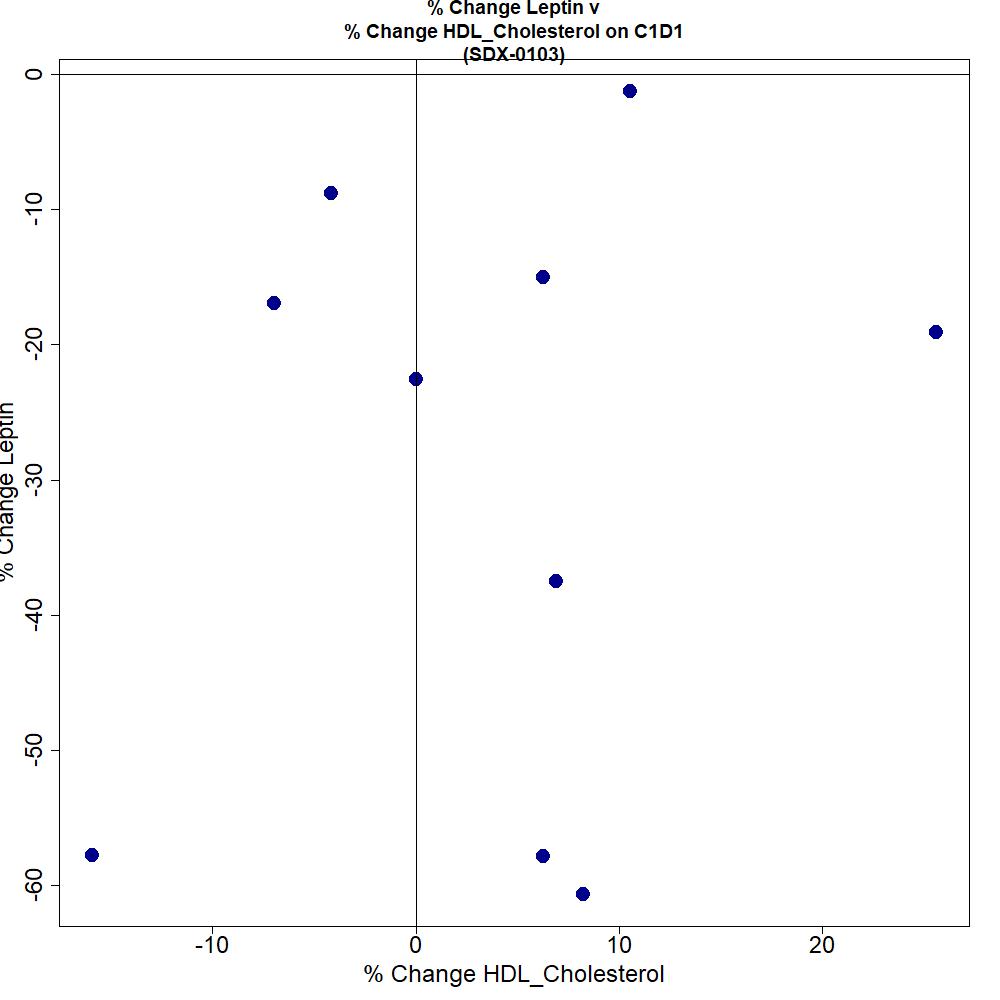 % Change Leptin v
% Change HDL_Cholesterol on C1D1
(SDX-0103)
0
-10
-20
-30
-40
-50
-60
% Change Leptin
-10
0
10
20
% Change HDL_Cholesterol